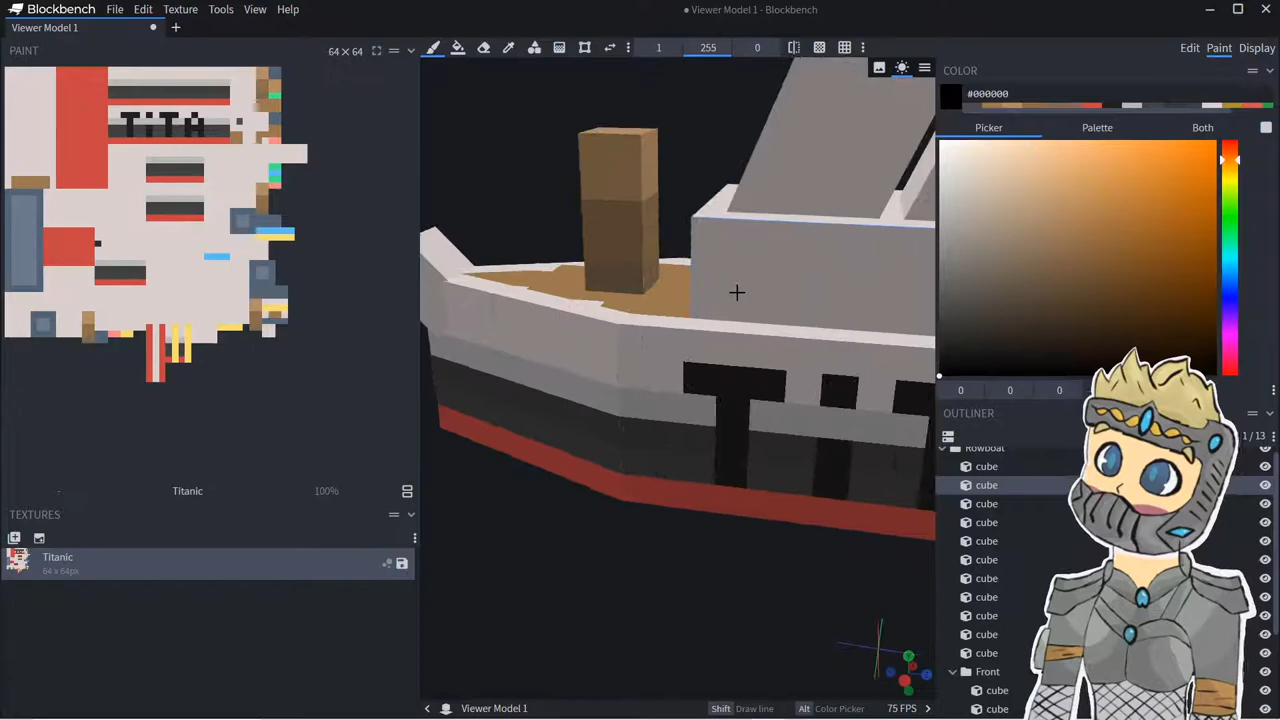 Blockbench File Edit Texture Tools View Help ● Viewer Model 1 - Blockbench
Viewer Model 1
PAINT 64 × 64 1 255 0 Edit Paint Display
COLOR
#000000
Picker Palette Both
TiTA
TiT
0 0 0
OUTLINER
1 / 13
Rowboat
cube
cube
cube
cube
cube
cube
cube
cube
cube
cube
cube
Front
cube
cube
- Titanic 100%
TEXTURES
Titanic
64 x 64px
Viewer Model 1 Shift Draw line Alt Color Picker 75 FPS